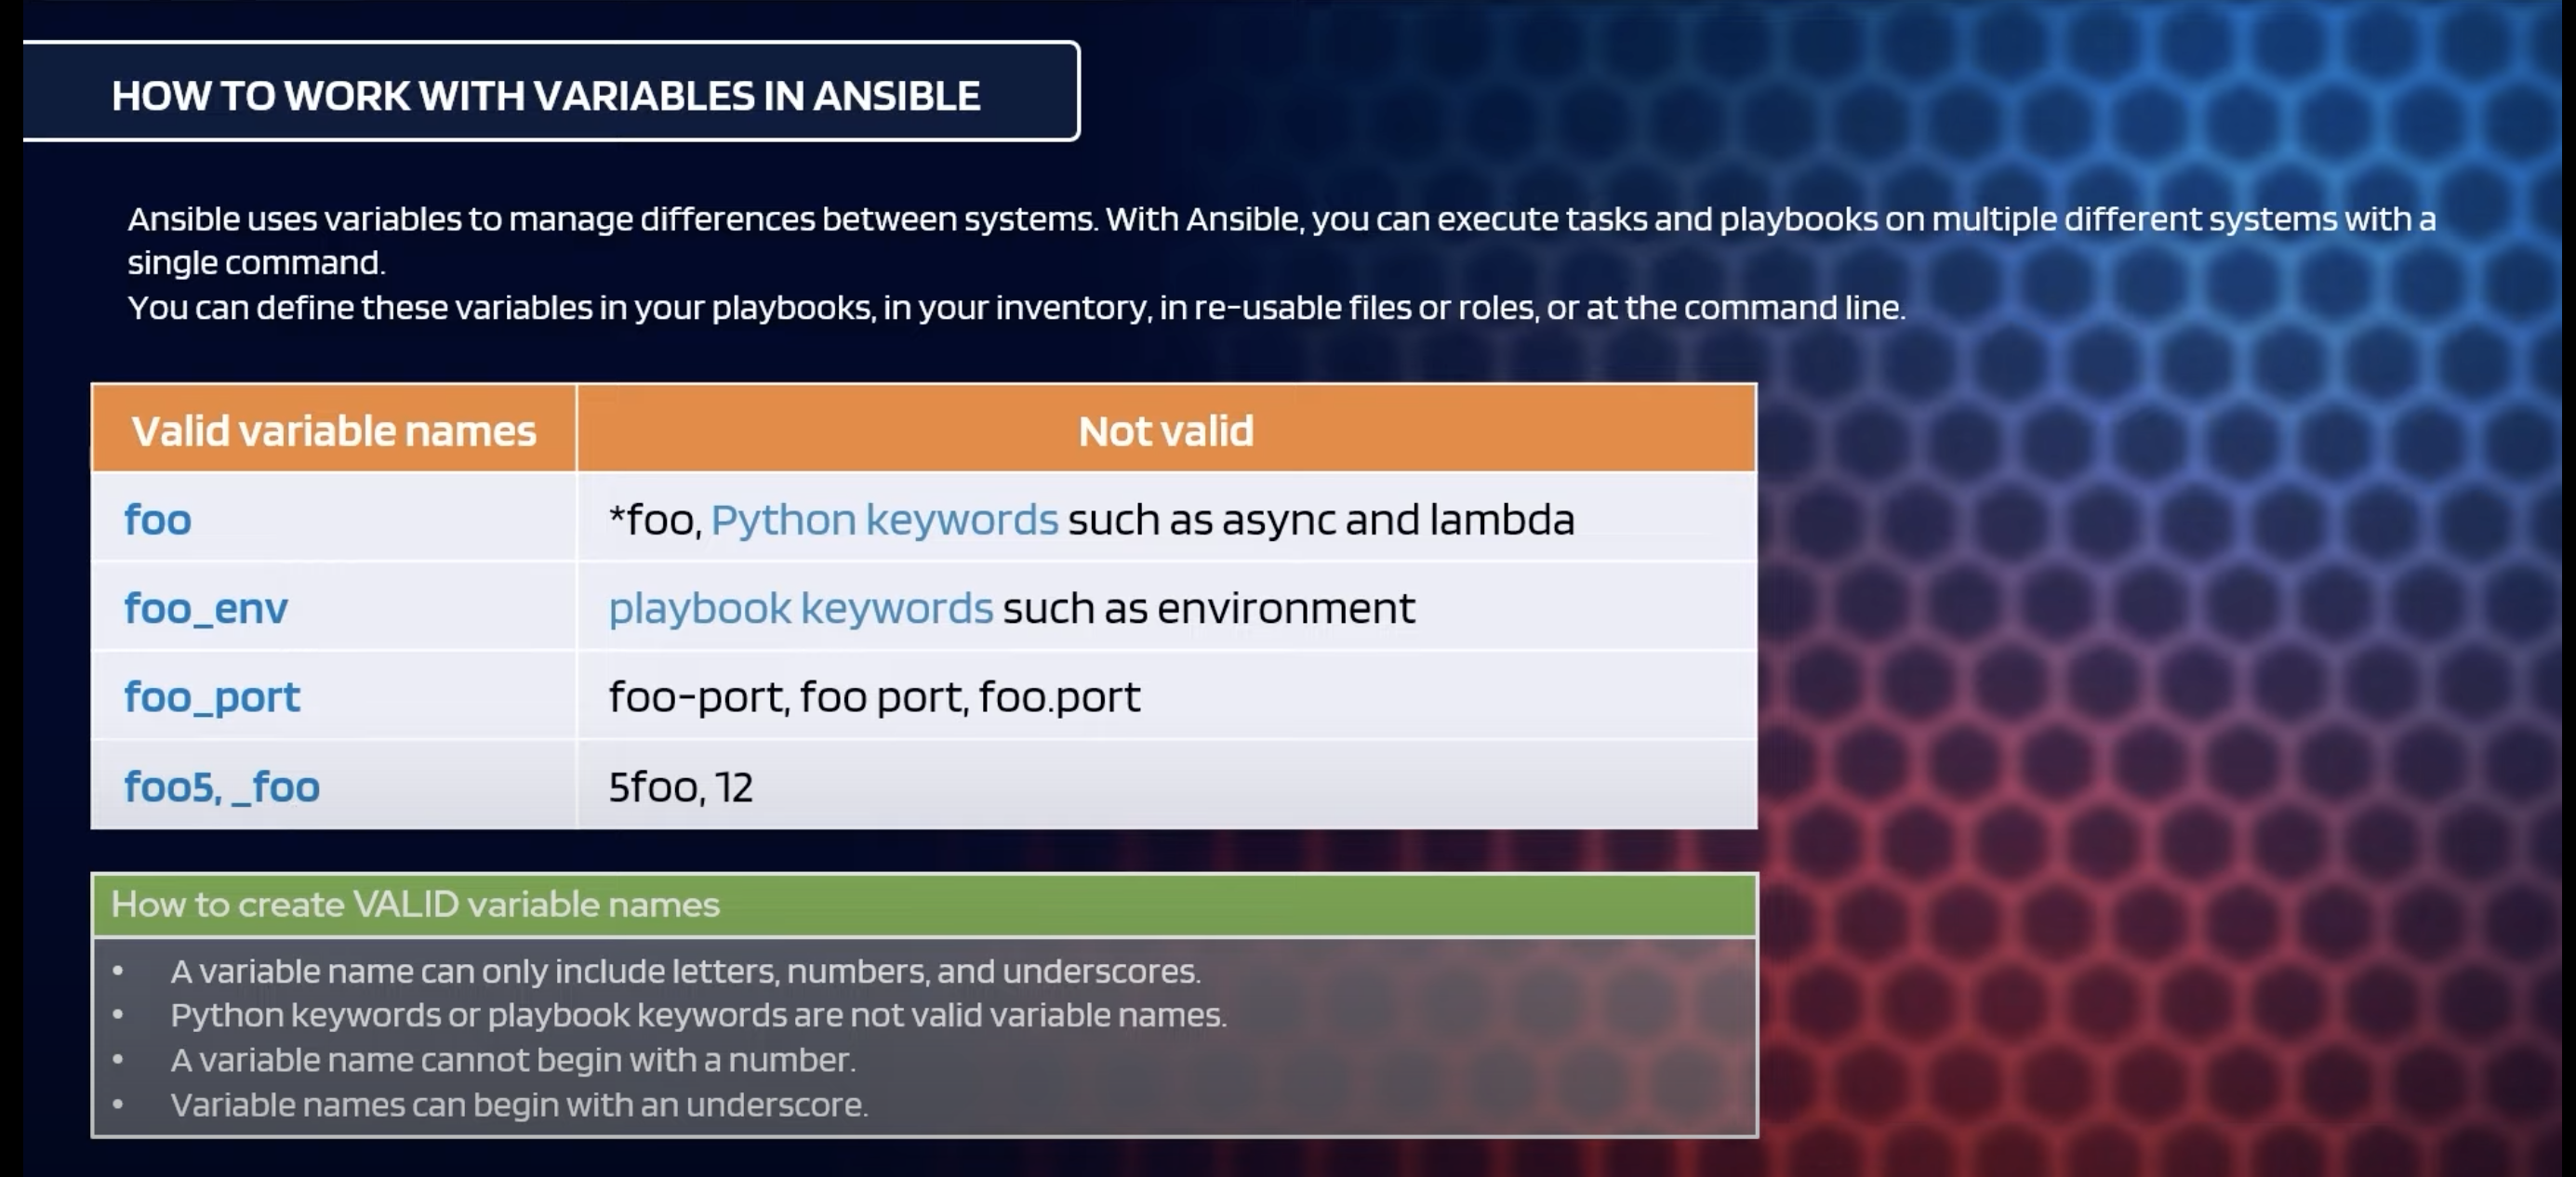 HOW TO WORK WITH VARIABLES IN ANSIBLE
Ansible uses variables to manage differences between systems. With Ansible, you can execute tasks and playbooks on multiple different systems with a
single command.
You can define these variables in your playbooks, in your inventory, in re-usable files or roles, or at the command line.
Valid variable names Not valid
foo *foo, Python keywords such as async and lambda
foo_env playbook keywords such as environment
foo_port foo-port, foo port, foo.port
foo5, _foo 5foo, 12
How to create VALID variable names
• A variable name can only include letters, numbers, and underscores.
• Python keywords or playbook keywords are not valid variable names.
• A variable name cannot begin with a number.
• Variable names can begin with an underscore.